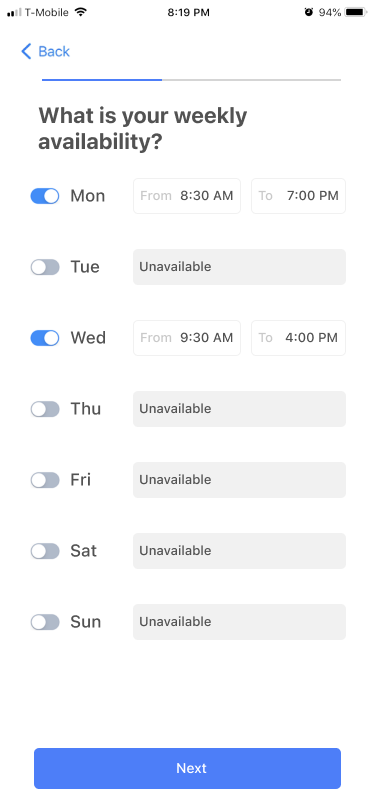 T-Mobile 8:19 PM 94%
Back
What is your weekly
availability?
Mon From 8:30 AM To 7:00 PM
Tue Unavailable
Wed From 9:30 AM To 4:00 PM
Thu Unavailable
Fri Unavailable
Sat Unavailable
Sun Unavailable
Next